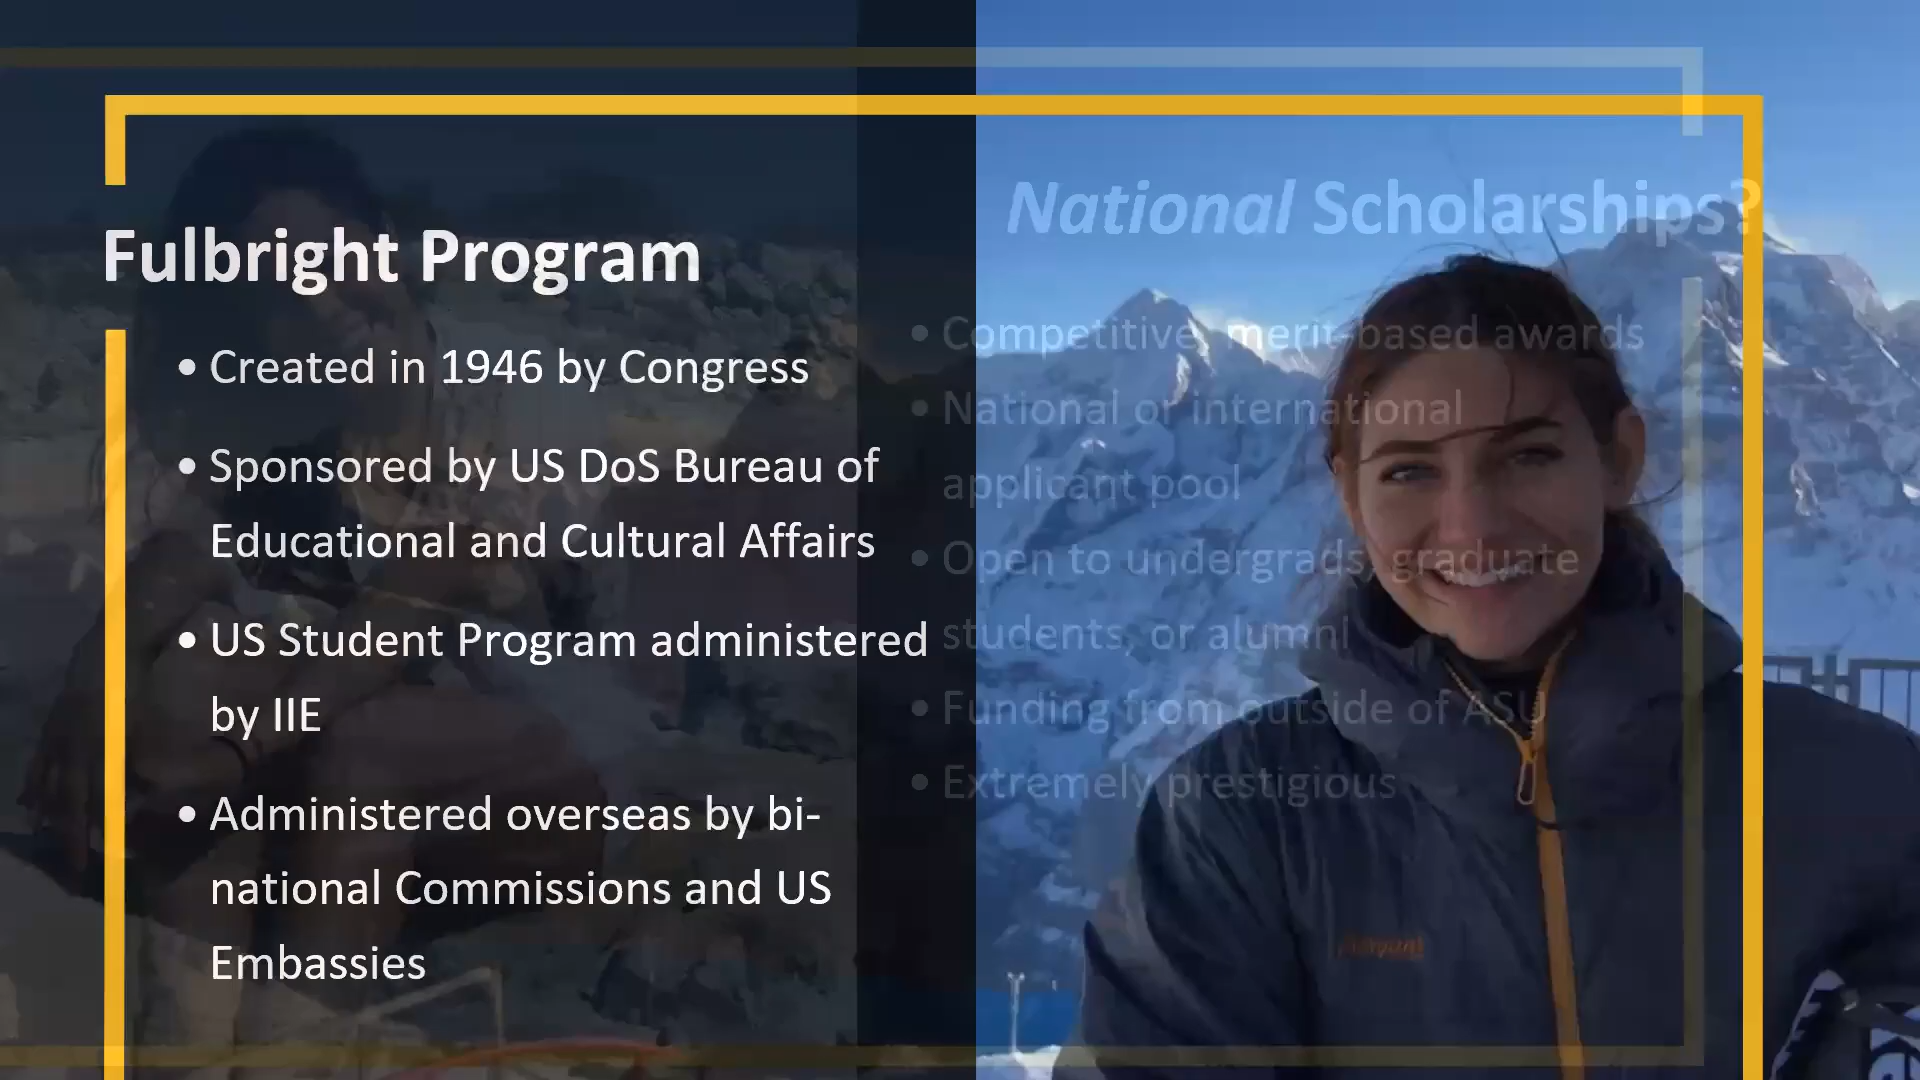 Fulbright Program
• Created in 1946 by Congress
• Sponsored by US DoS Bureau of
Educational and Cultural Affairs
• US Student Program administered
by IIE
• Administered overseas by bi-
national Commissions and US
Embassies
National Scholarships?
• Competitive, merit-based awards
• National or international
applicant pool
• Open to undergrads, graduate
students, or alumni
• Funding from outside of ASU
• Extremely prestigious